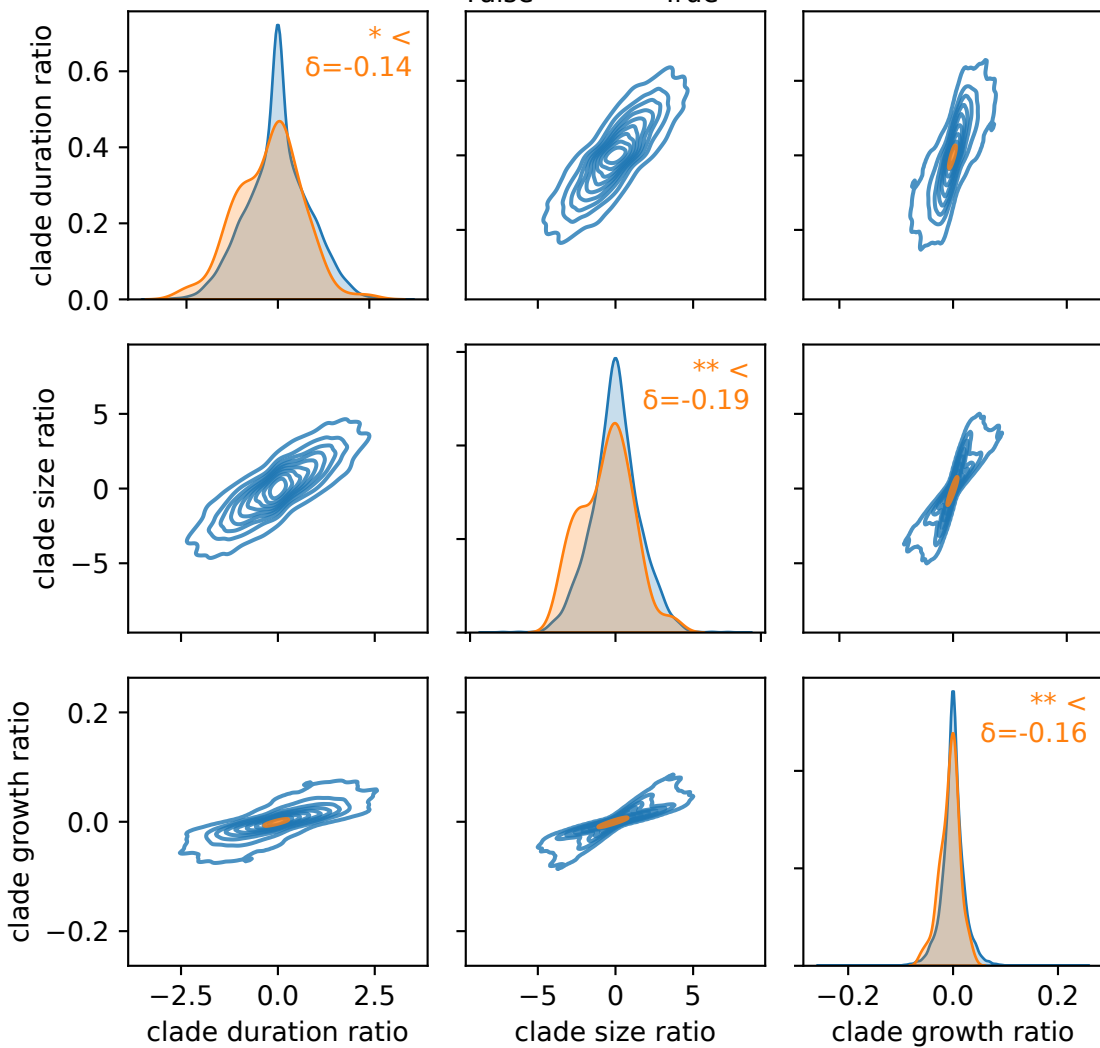 clade duration ratio
0.6
0.4
0.2
0.0
* <
δ=-0.14
clade size ratio
5
0
−5
** <
δ=-0.19
clade growth ratio
0.2
0.0
−0.2
** <
δ=-0.16
−2.5 0.0 2.5
−5 0 5
−0.2 0.0 0.2
clade duration ratio
clade size ratio
clade growth ratio